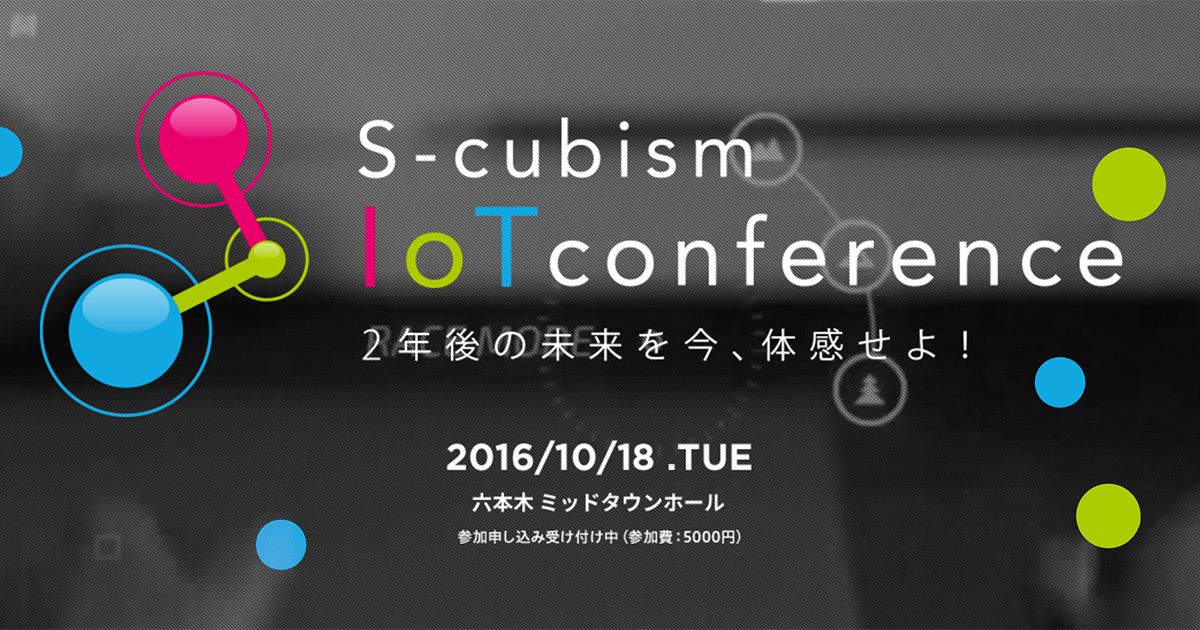 S-cubism
IoTconference
2年後の未来を今、体感せよ！
2016/10/18 .TUE
六本木 ミッドタウンホール
参加申し込み受け付け中（参加費：5000円）